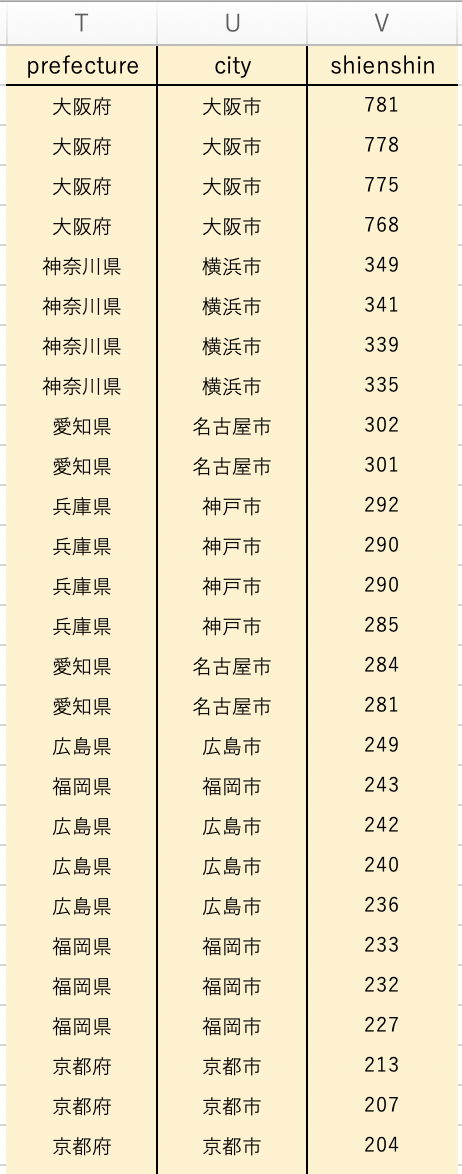 T U V
prefecture city shienshin
大阪府 大阪市 781
大阪府 大阪市 778
大阪府 大阪市 775
大阪府 大阪市 768
神奈川県 横浜市 349
神奈川県 横浜市 341
神奈川県 横浜市 339
神奈川県 横浜市 335
愛知県 名古屋市 302
愛知県 名古屋市 301
兵庫県 神戸市 292
兵庫県 神戸市 290
兵庫県 神戸市 290
兵庫県 神戸市 285
愛知県 名古屋市 284
愛知県 名古屋市 281
広島県 広島市 249
福岡県 福岡市 243
広島県 広島市 242
広島県 広島市 240
広島県 広島市 236
福岡県 福岡市 233
福岡県 福岡市 232
福岡県 福岡市 227
京都府 京都市 213
京都府 京都市 207
京都府 京都市 204